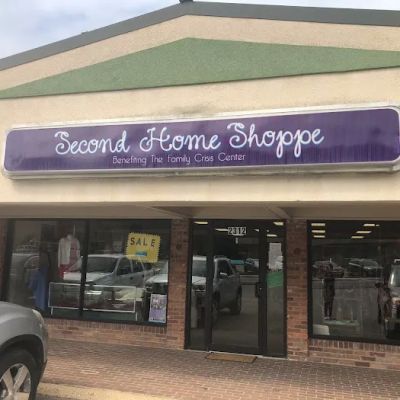 Second Home Shoppe
Benefiting The Family Crisis Center
2312
SALE